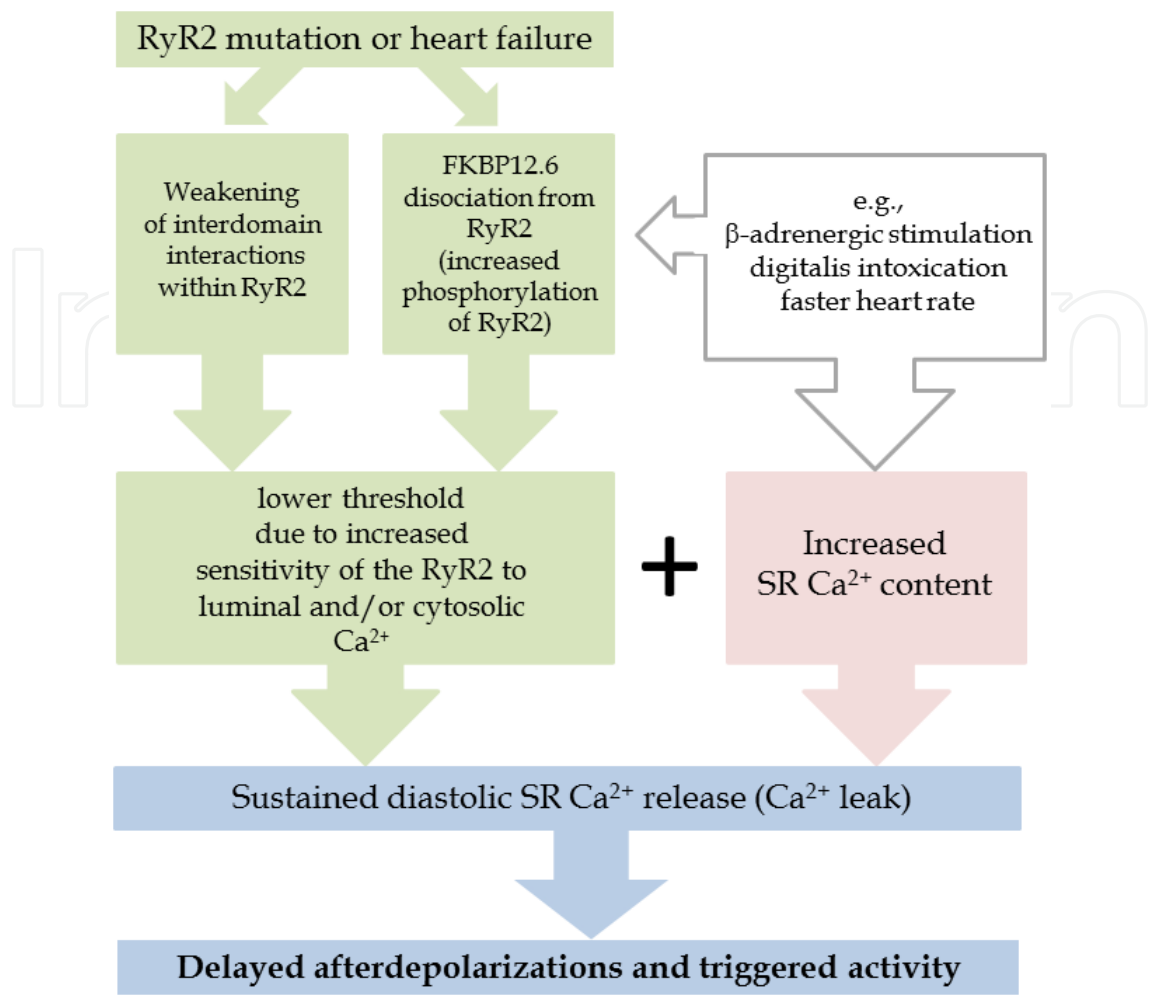 RyR2 mutation or heart failure
Weakening
of interdomain
interactions
within RyR2
FKBP12.6
disociation from
RyR2
(increased
phosphorylation
of RyR2)
e.g.,
β-adrenergic stimulation
digitalis intoxication
faster heart rate
lower threshold
due to increased
sensitivity of the RyR2 to
luminal and/or cytosolic
Ca²⁺
+
Increased
SR Ca²⁺ content
Sustained diastolic SR Ca²⁺ release (Ca²⁺ leak)
Delayed afterdepolarizations and triggered activity